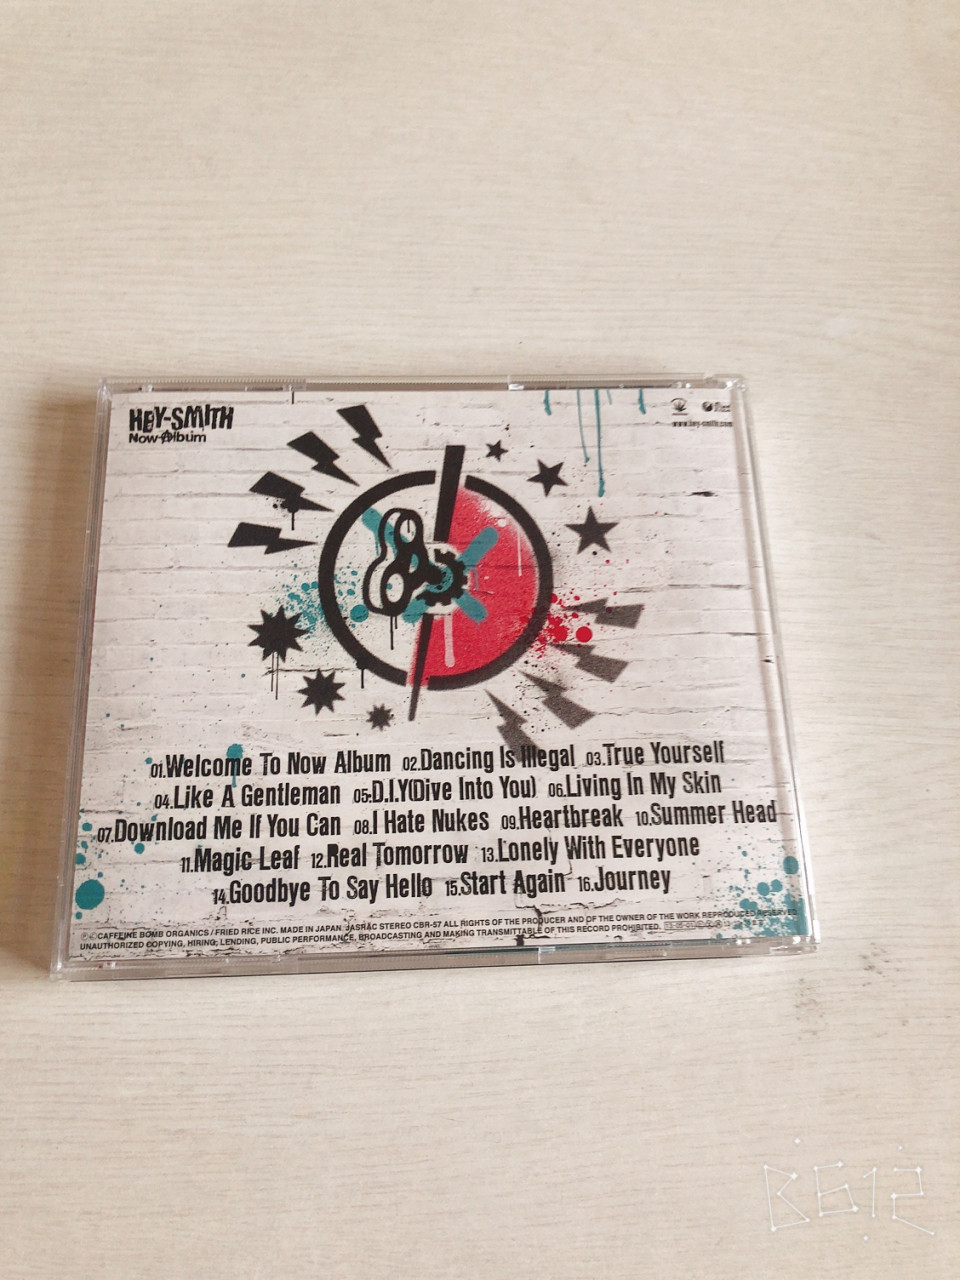 HEY-SMITH
Now Album
www.hey-smith.com
01.Welcome To Now Album 02.Dancing Is Illegal 03.True Yourself
04.Like A Gentleman 05.D.I.Y(Dive Into You) 06.Living In My Skin
07.Download Me If You Can 08.I Hate Nukes 09.Heartbreak 10.Summer Head
11.Magic Leaf 12.Real Tomorrow 13.Lonely With Everyone
14.Goodbye To Say Hello 15.Start Again 16.Journey
CAFFEINE BOMB ORGANICS / FRIED RICE INC. MADE IN JAPAN. JASRAC STEREO CBR-57 ALL RIGHTS OF THE PRODUCER AND OF THE OWNER OF THE WORK REPRODUCED RESERVED.
UNAUTHORIZED COPYING, HIRING, LENDING, PUBLIC PERFORMANCE, BROADCASTING AND MAKING TRANSMITTABLE OF THIS RECORD PROHIBITED.
B612